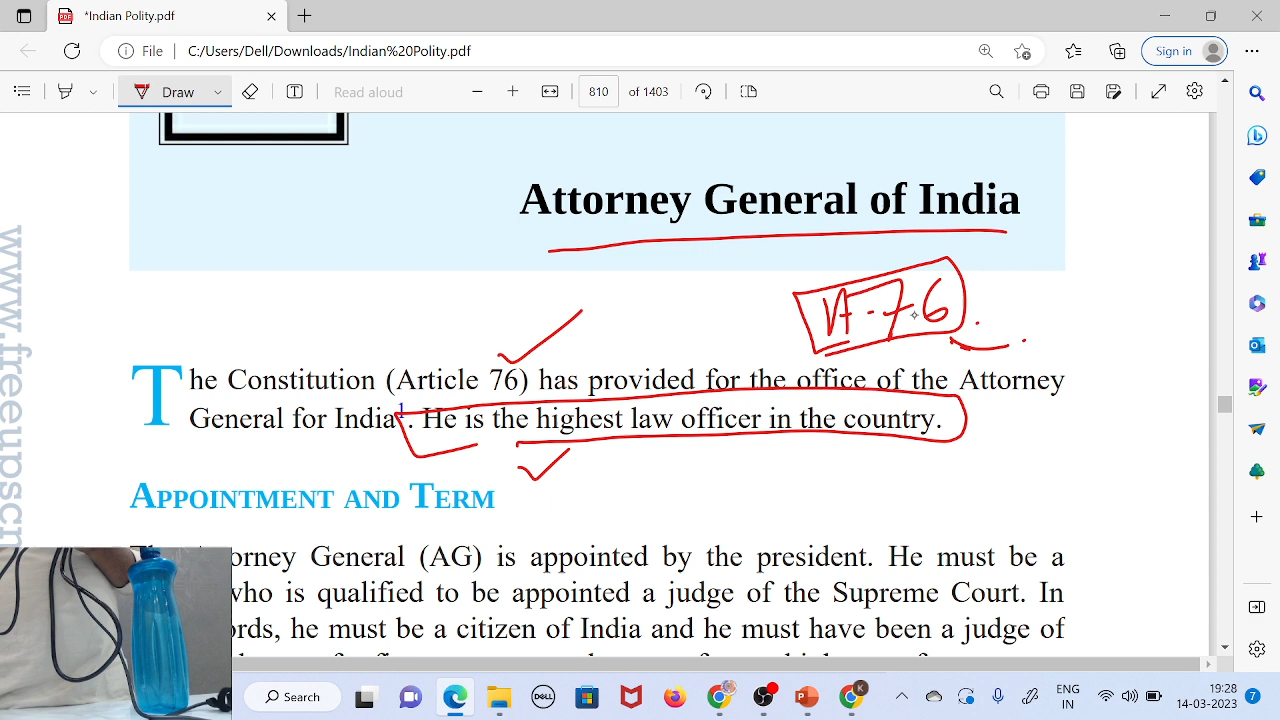 *Indian Polity.pdf
File
C:/Users/Dell/Downloads/Indian%20Polity.pdf
Sign in
Draw
Read aloud
810
of 1403
Attorney General of India
A-76
The Constitution (Article 76) has provided for the office of the Attorney
General for India1. He is the highest law officer in the country.
APPOINTMENT AND TERM
orney General (AG) is appointed by the president. He must be a
who is qualified to be appointed a judge of the Supreme Court. In
rds, he must be a citizen of India and he must have been a judge of
www.freeupscn
Search
DELL
ENG
IN
19:28
14-03-2023
7